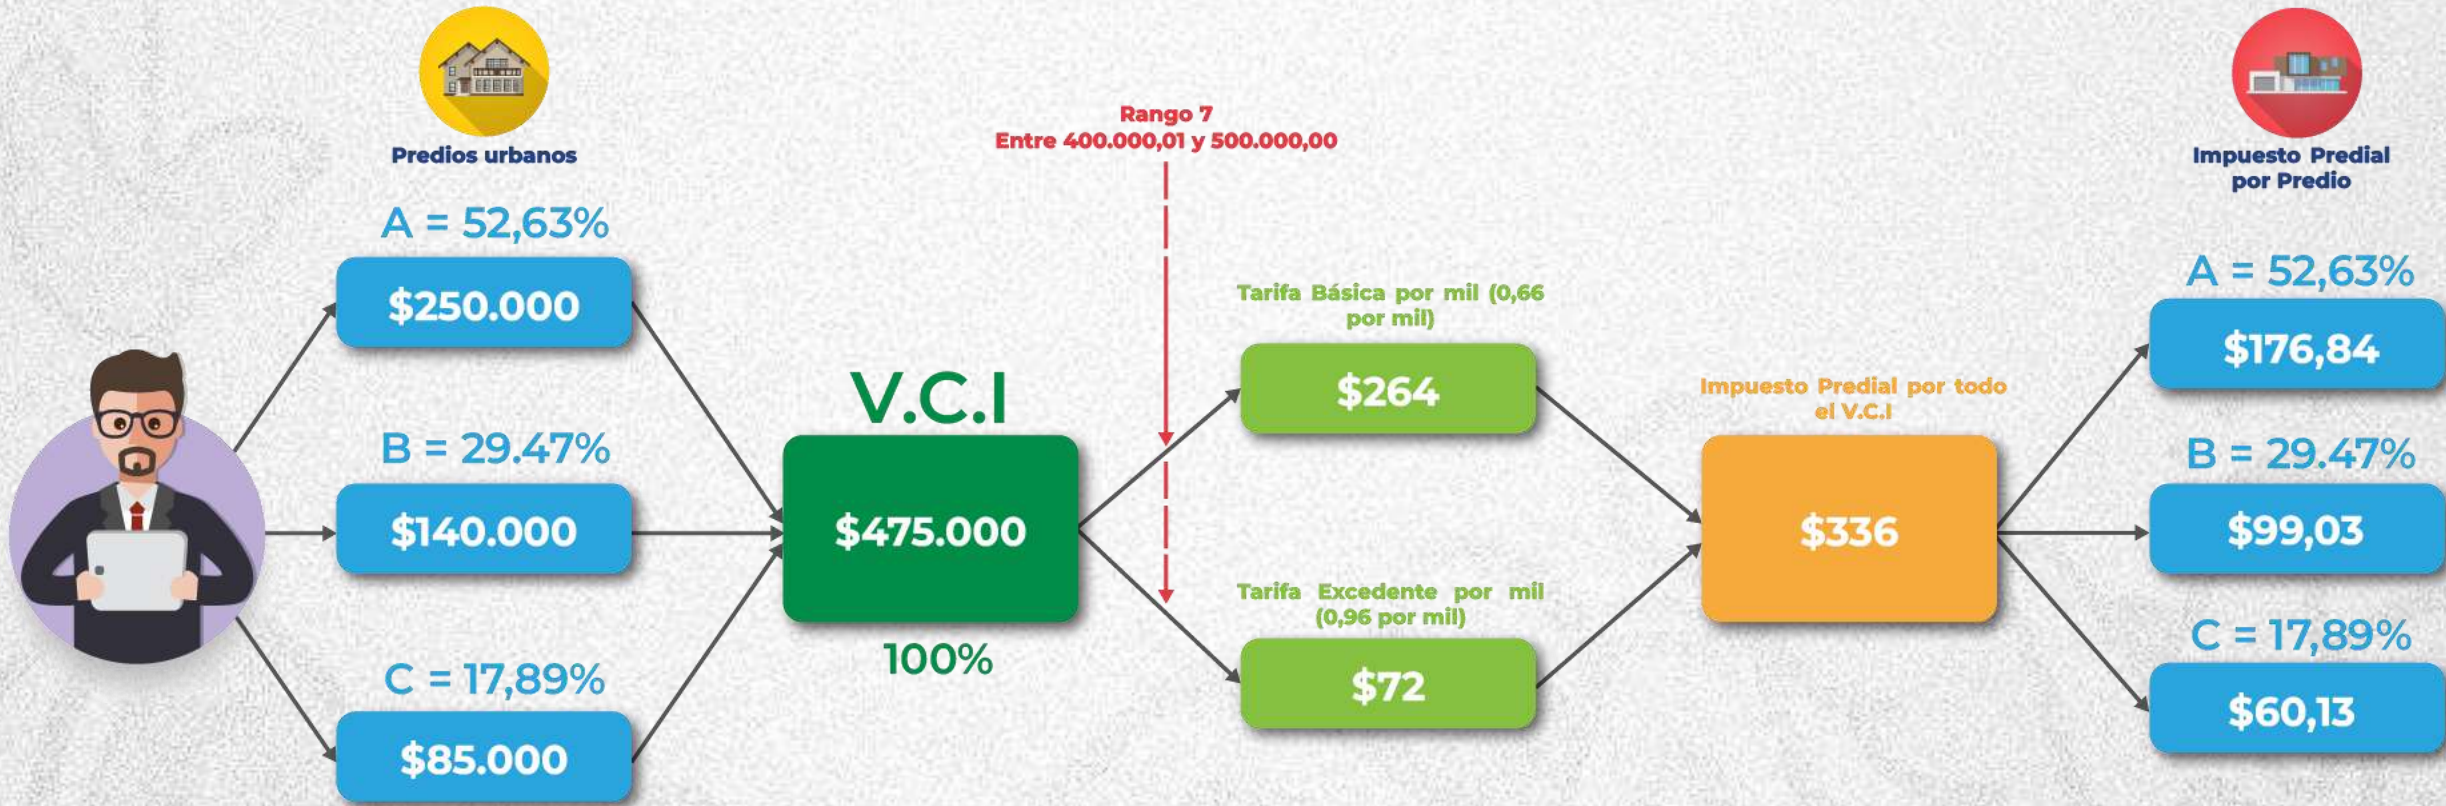 Predios urbanos
A = 52,63%
$250.000
B = 29.47%
$140.000
C = 17,89%
$85.000
V.C.I
$475.000
100%
Rango 7
Entre 400.000,01 y 500.000,00
Tarifa Básica por mil (0,66
por mil)
$264
Tarifa Excedente por mil
(0,96 por mil)
$72
Impuesto Predial por todo
el V.C.I
$336
Impuesto Predial
por Predio
A = 52,63%
$176,84
B = 29.47%
$99,03
C = 17,89%
$60,13